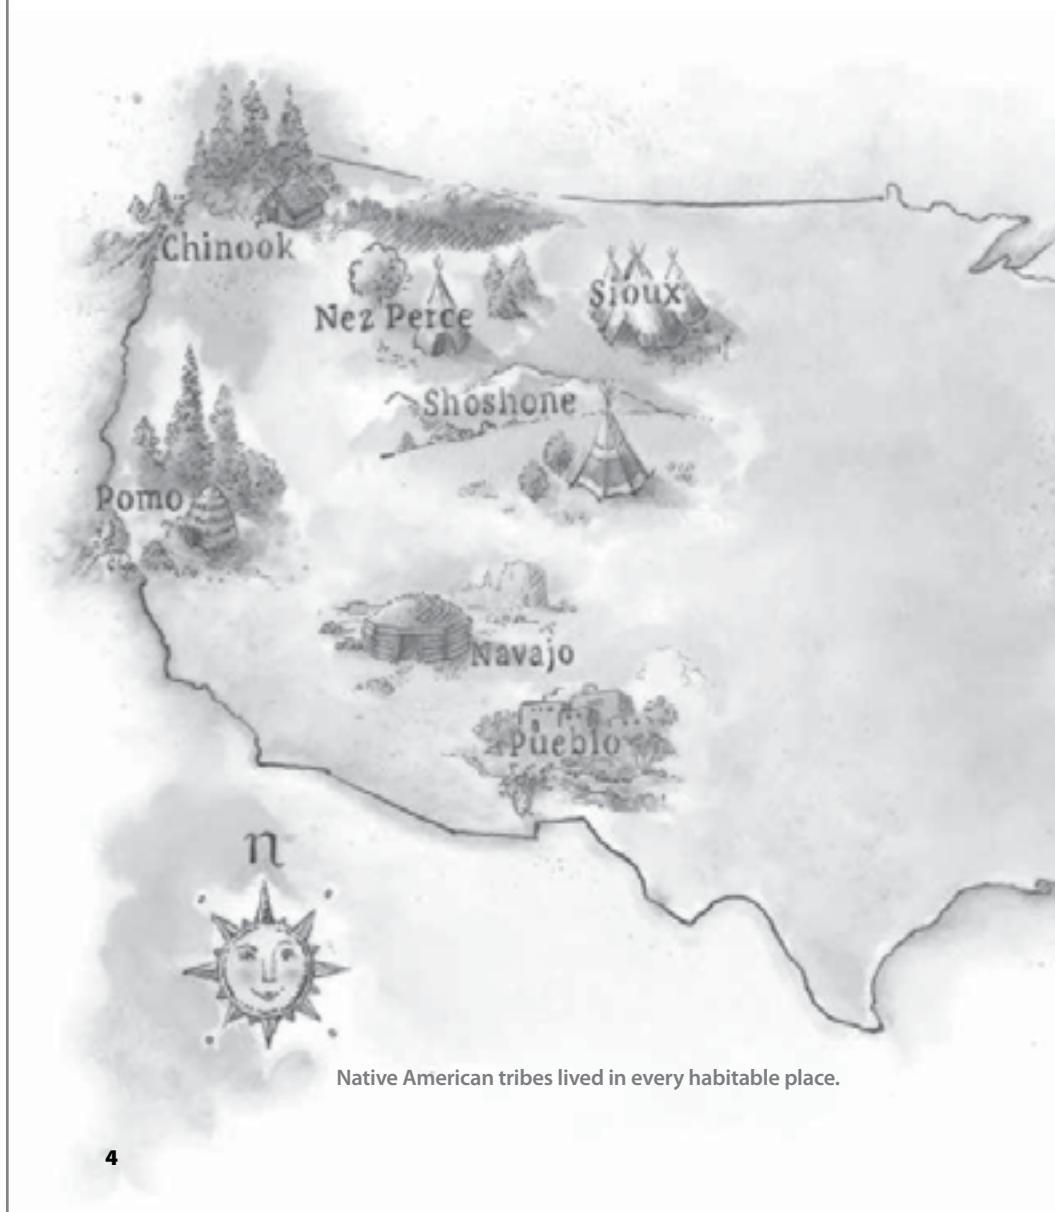 Chinook
Nez Perce
Sioux
Shoshone
Pomo
Navajo
Pueblo
n
Native American tribes lived in every habitable place.
4